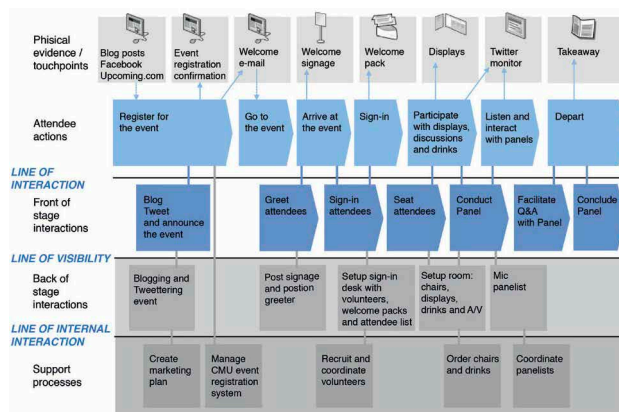 Phisical
evidence /
touchpoints
Blog posts
Facebook
Upcoming.com
Event
registration
confirmation
Welcome
e-mail
Welcome
signage
Welcome
pack
Displays
Twitter
monitor
Takeaway
Attendee
actions
Register for
the event
Go to
the event
Arrive at
the event
Sign-in
Participate
with displays,
discussions
and drinks
Listen and
interact
with panels
Depart
LINE OF
INTERACTION
Front of
stage
interactions
Blog
Tweet
and announce
the event
Greet
attendees
Sign-in
attendees
Seat
attendees
Conduct
Panel
Facilitate
Q&A
with Panel
Conclude
Panel
LINE OF VISIBILITY
Back of
stage
interactions
Blogging and
Tweettering
event
Post signage
and postion
greeter
Setup sign-in
desk with
volunteers,
welcome packs
and attendee list
Setup room:
chairs,
displays,
drinks and A/V
Mic
panelist
LINE OF INTERNAL
INTERACTION
Support
processes
Create
marketing
plan
Manage
CMU event
registration
system
Recruit and
coordinate
volunteers
Order chairs
and drinks
Coordinate
panelists